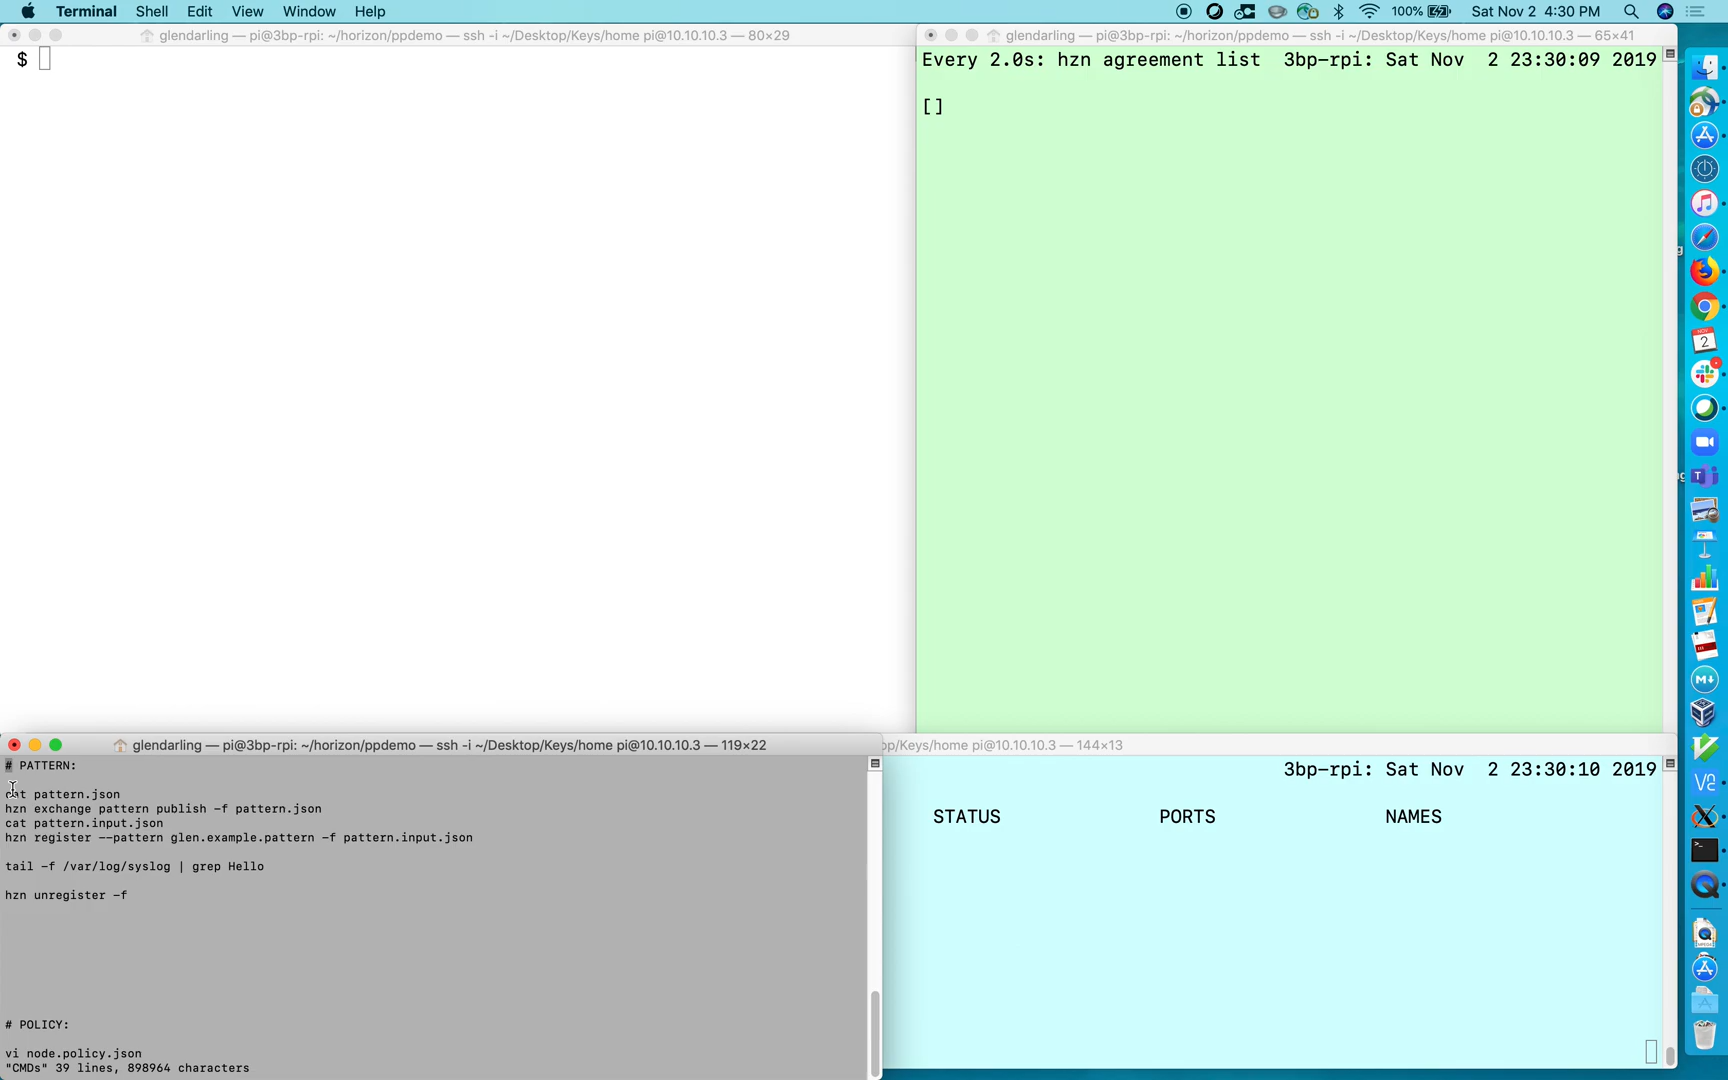 Terminal Shell Edit View Window Help 100% Sat Nov 2 4:30 PM
glendarling — pi@3bp-rpi: ~/horizon/ppdemo — ssh -i ~/Desktop/Keys/home pi@10.10.10.3 — 80×29
$
glendarling — pi@3bp-rpi: ~/horizon/ppdemo — ssh -i ~/Desktop/Keys/home pi@10.10.10.3 — 65×41
Every 2.0s: hzn agreement list 3bp-rpi: Sat Nov 2 23:30:09 2019
[]
NOV
2
glendarling — pi@3bp-rpi: ~/horizon/ppdemo — ssh -i ~/Desktop/Keys/home pi@10.10.10.3 — 119×22
# PATTERN:
cat pattern.json
hzn exchange pattern publish -f pattern.json
cat pattern.input.json
hzn register --pattern glen.example.pattern -f pattern.input.json
tail -f /var/log/syslog | grep Hello
hzn unregister -f
# POLICY:
vi node.policy.json
"CMDs" 39 lines, 898964 characters
op/Keys/home pi@10.10.10.3 — 144×13
3bp-rpi: Sat Nov 2 23:30:10 2019
STATUS PORTS NAMES